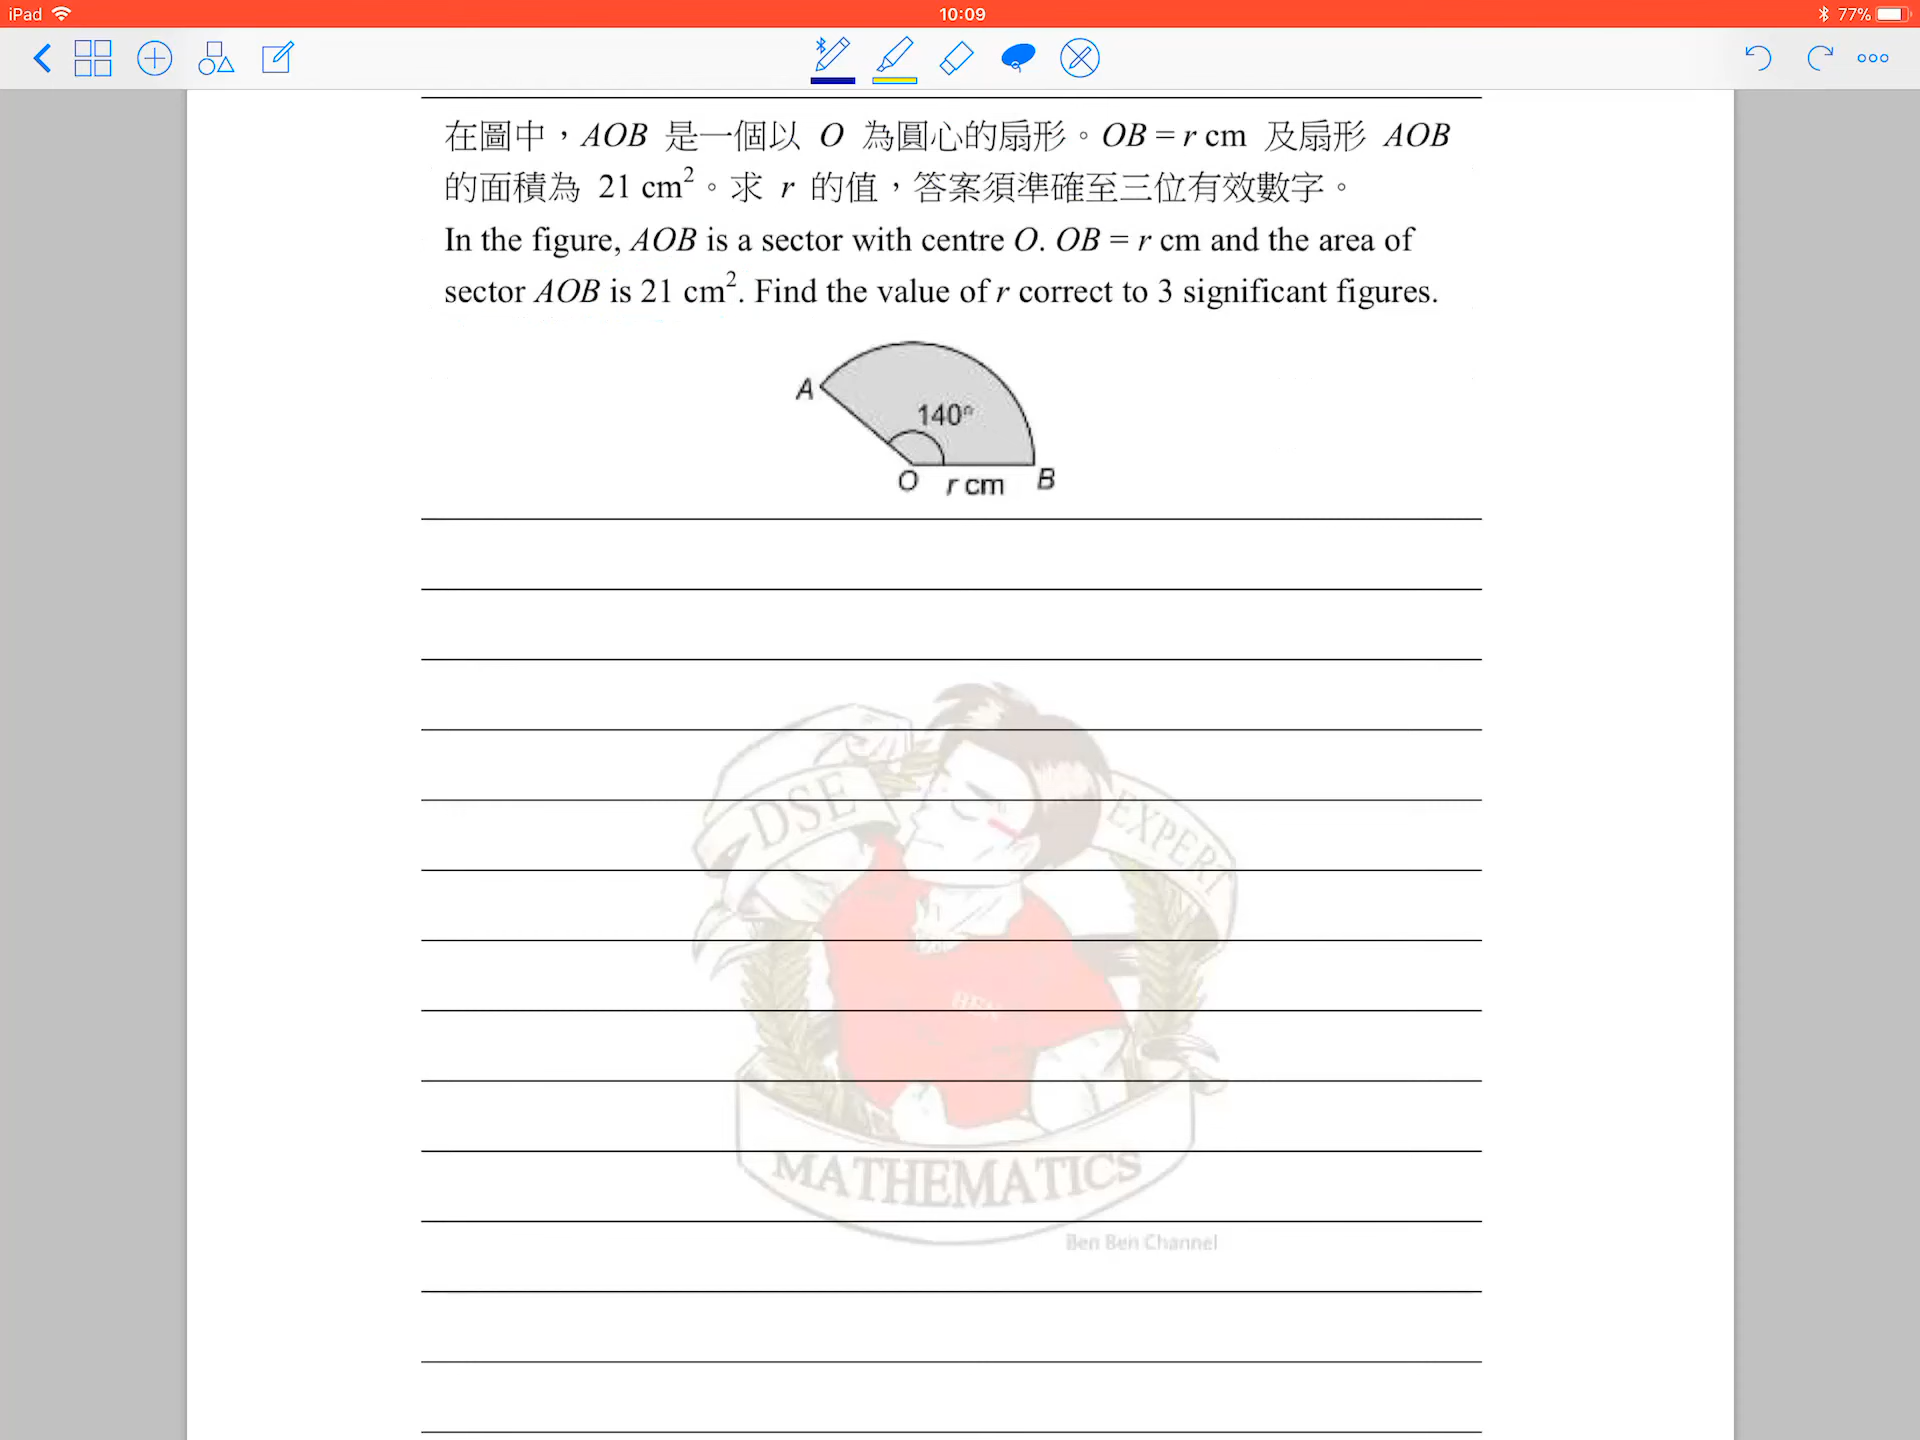 iPad
10:09
77%
在圖中，AOB 是一個以 O 為圓心的扇形。OB = r cm 及扇形 AOB
的面積為 21 cm²。求 r 的值，答案須準確至三位有效數字。
In the figure, AOB is a sector with centre O. OB = r cm and the area of
sector AOB is 21 cm². Find the value of r correct to 3 significant figures.
A
140°
O r cm B
DSE
EXPERT
BEN
MATHEMATICS
Ben Ben Channel